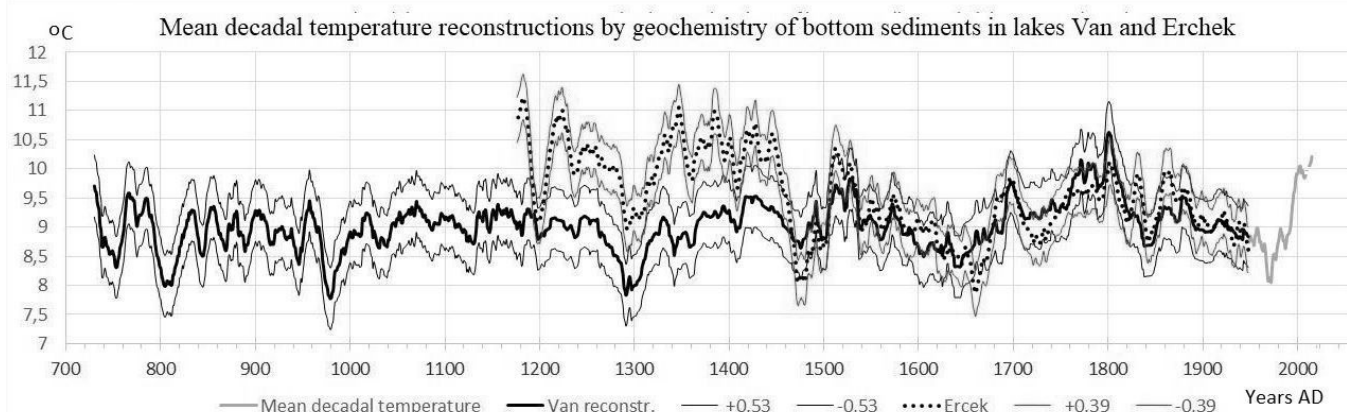 Mean decadal temperature reconstructions by geochemistry of bottom sediments in lakes Van and Erchek
oC
12
11,5
11
10,5
10
9,5
9
8,5
8
7,5
7
700 800 900 1000 1100 1200 1300 1400 1500 1600 1700 1800 1900 2000
Years AD
Mean decadal temperature Van reconstr. +0.53 -0.53 Ercek +0.39 -0.39